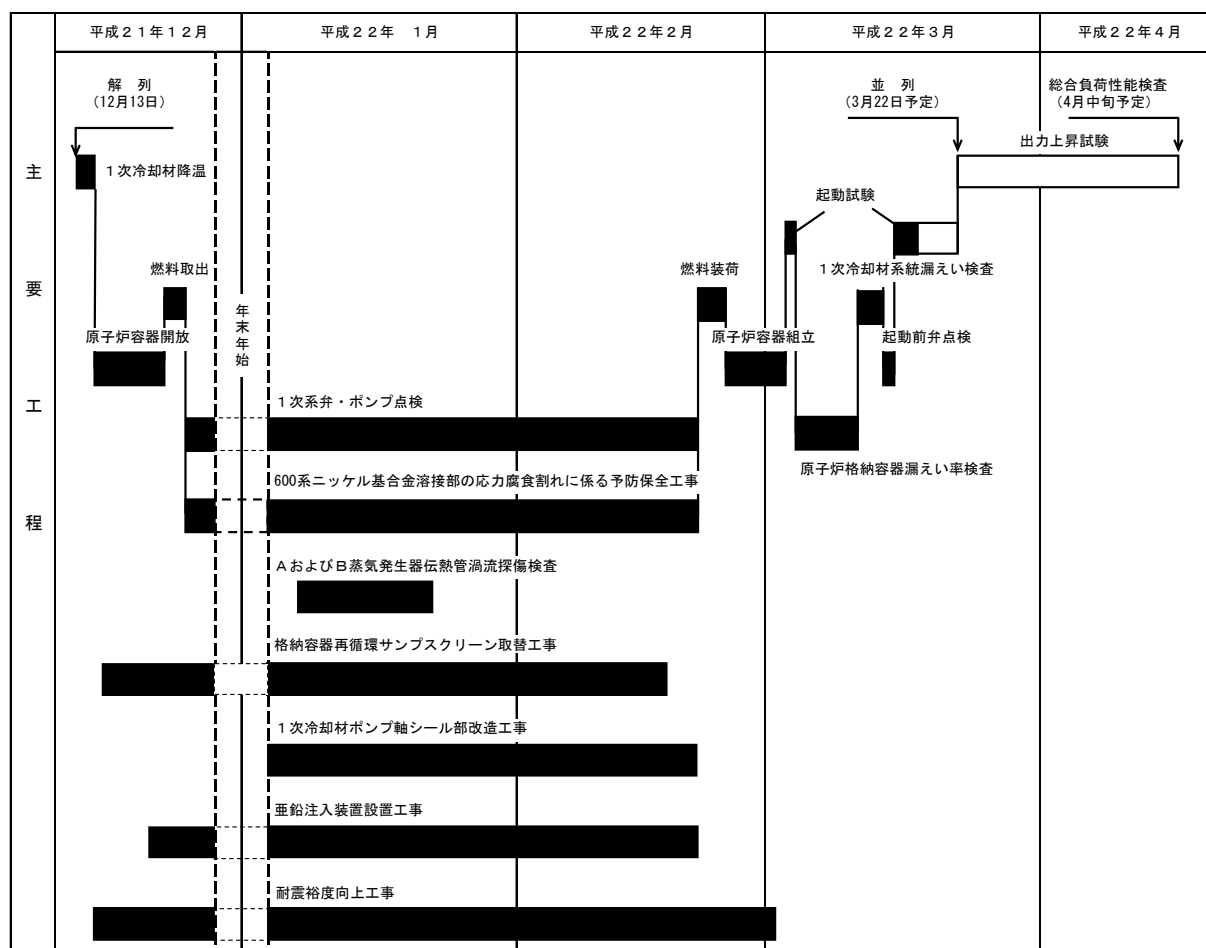 平成21年12月
平成22年 1月
平成22年2月
平成22年3月
平成22年4月
解 列
(12月13日)
並 列
(3月22日予定)
総合負荷性能検査
(4月中旬予定)
出力上昇試験
主
要
工
程
1次冷却材降温
起動試験
燃料取出
燃料装荷
1次冷却材系統漏えい検査
年
末
年
始
原子炉容器開放
原子炉容器組立
起動前弁点検
1次系弁・ポンプ点検
原子炉格納容器漏えい率検査
600系ニッケル基合金溶接部の応力腐食割れに係る予防保全工事
AおよびB蒸気発生器伝熱管渦流探傷検査
格納容器再循環サンプスクリーン取替工事
1次冷却材ポンプ軸シール部改造工事
亜鉛注入装置設置工事
耐震裕度向上工事